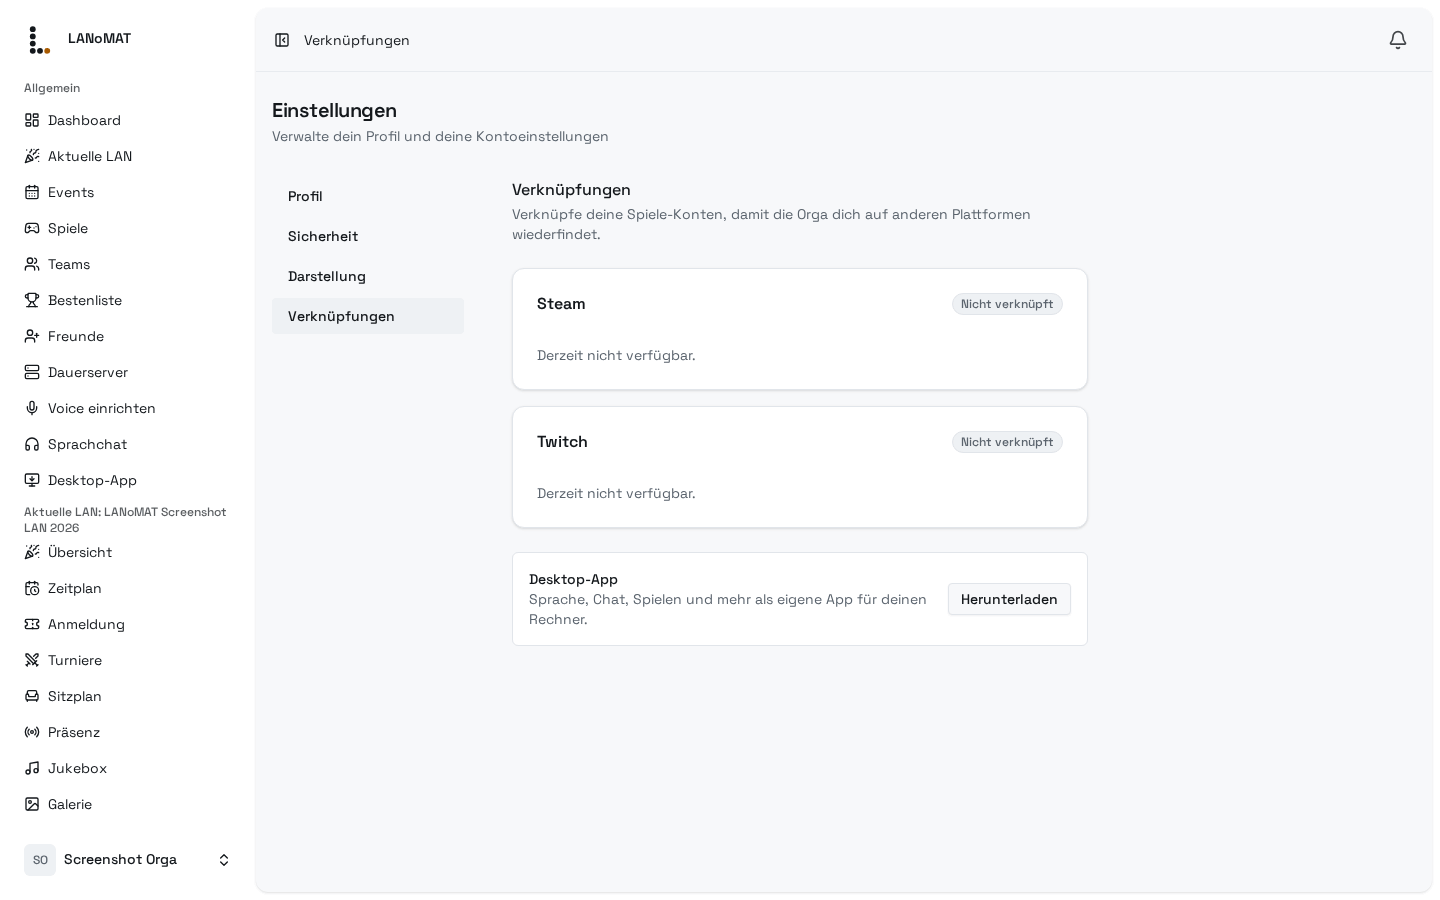 LANoMAT
Allgemein
Dashboard
Aktuelle LAN
Events
Spiele
Teams
Bestenliste
Freunde
Dauerserver
Voice einrichten
Sprachchat
Desktop-App
Aktuelle LAN: LANoMAT Screenshot
LAN 2026
Übersicht
Zeitplan
Anmeldung
Turniere
Sitzplan
Präsenz
Jukebox
Galerie
SO
Screenshot Orga
Verknüpfungen
Einstellungen
Verwalte dein Profil und deine Kontoeinstellungen
Profil
Sicherheit
Darstellung
Verknüpfungen
Verknüpfungen
Verknüpfe deine Spiele-Konten, damit die Orga dich auf anderen Plattformen
wiederfindet.
Steam
Nicht verknüpft
Derzeit nicht verfügbar.
Twitch
Nicht verknüpft
Derzeit nicht verfügbar.
Desktop-App
Sprache, Chat, Spielen und mehr als eigene App für deinen
Rechner.
Herunterladen